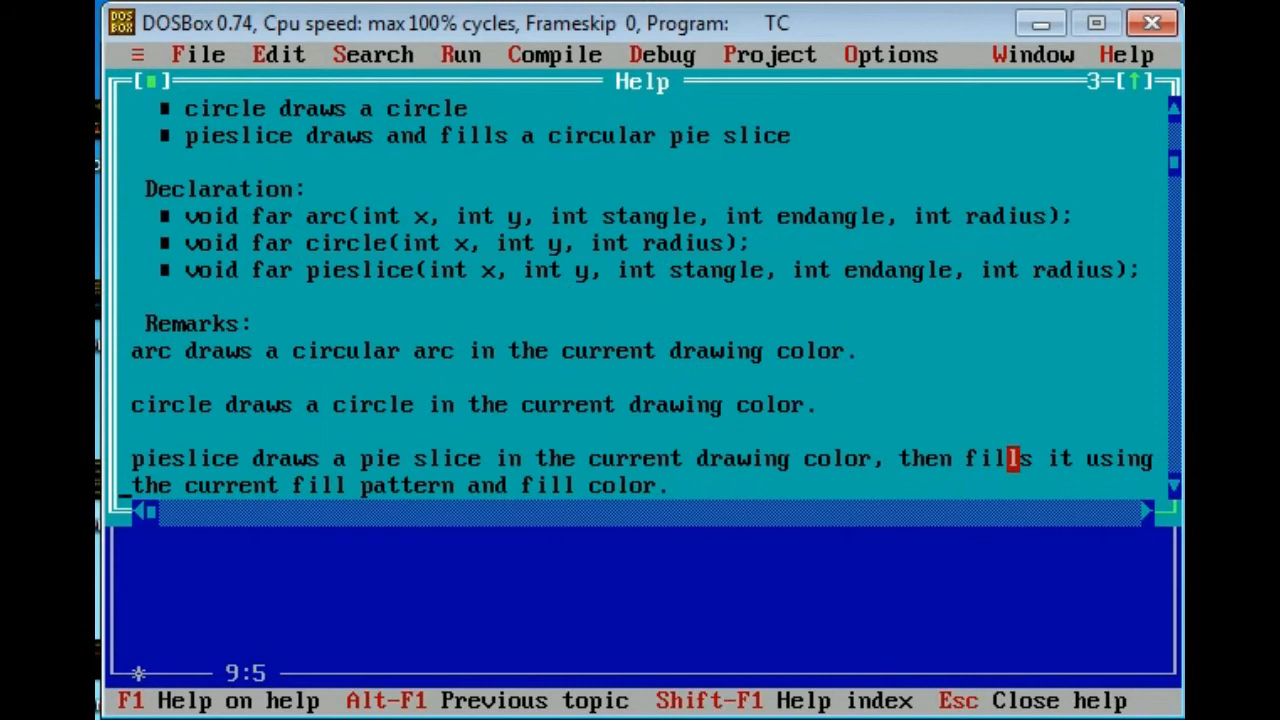 DOSBox 0.74, Cpu speed: max 100% cycles, Frameskip 0, Program: TC
≡ File Edit Search Run Compile Debug Project Options Window Help
[■] Help 3=[↑]
■ circle draws a circle
■ pieslice draws and fills a circular pie slice
Declaration:
■ void far arc(int x, int y, int stangle, int endangle, int radius);
■ void far circle(int x, int y, int radius);
■ void far pieslice(int x, int y, int stangle, int endangle, int radius);
Remarks:
arc draws a circular arc in the current drawing color.
circle draws a circle in the current drawing color.
pieslice draws a pie slice in the current drawing color, then fills it using
the current fill pattern and fill color.
9:5
F1 Help on help Alt-F1 Previous topic Shift-F1 Help index Esc Close help